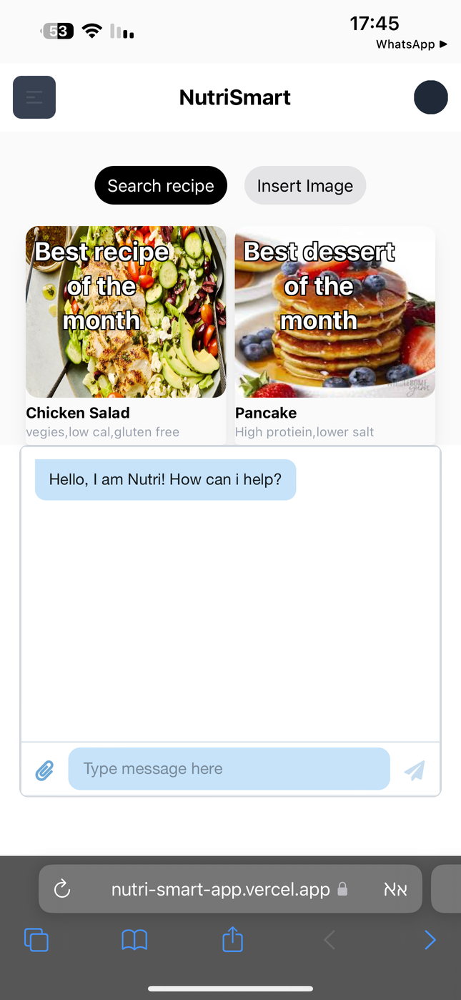 53
17:45
WhatsApp ▶
NutriSmart
Search recipe
Insert Image
Best recipe
of the
month
Best dessert
of the
month
Chicken Salad
vegies,low cal,gluten free
Pancake
High protiein,lower salt
Hello, I am Nutri! How can i help?
Type message here
nutri-smart-app.vercel.app
אא